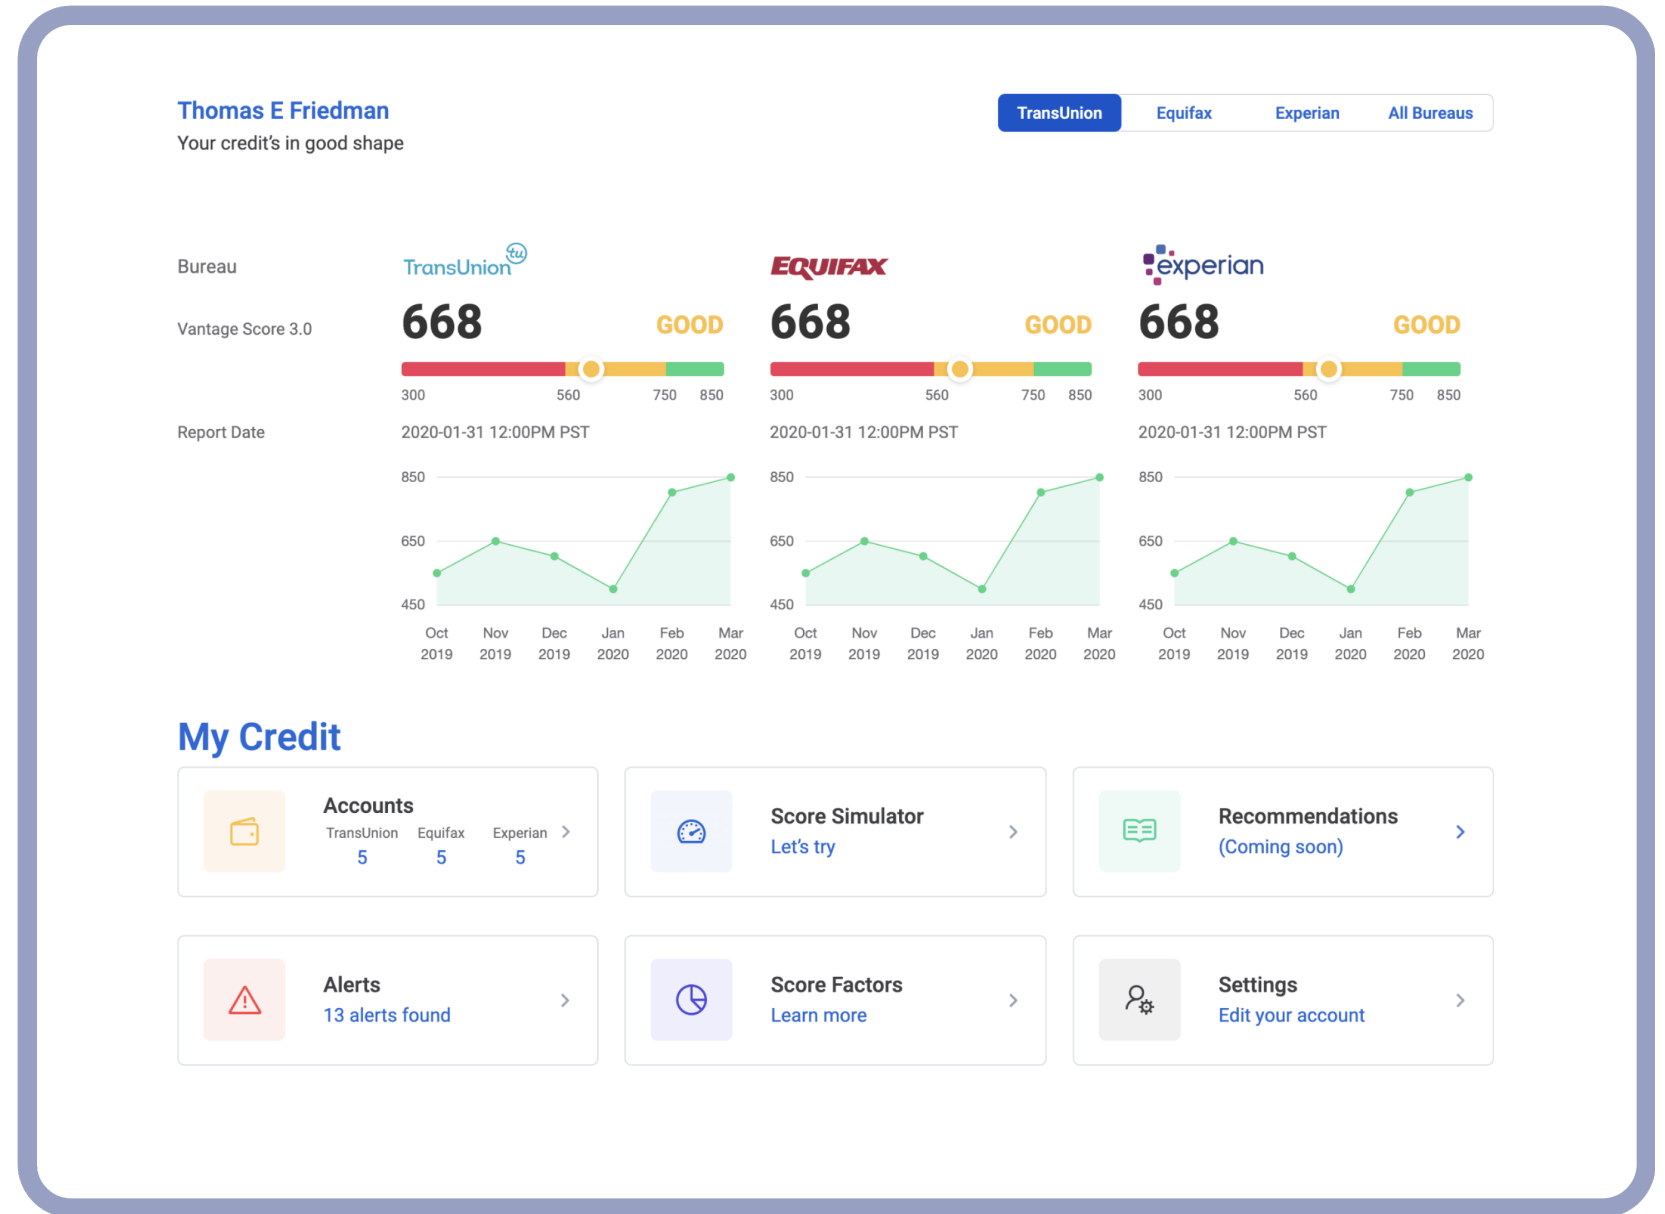 Thomas E Friedman
Your credit's in good shape
TransUnion Equifax Experian All Bureaus
Bureau TransUnion tu EQUIFAX experian
Vantage Score 3.0 668 GOOD 668 GOOD 668 GOOD
300 560 750 850 300 560 750 850 300 560 750 850
Report Date 2020-01-31 12:00PM PST 2020-01-31 12:00PM PST 2020-01-31 12:00PM PST
850 850 850
650 650 650
450 450 450
Oct Nov Dec Jan Feb Mar Oct Nov Dec Jan Feb Mar Oct Nov Dec Jan Feb Mar
2019 2019 2019 2020 2020 2020 2019 2019 2019 2020 2020 2020 2019 2019 2019 2020 2020 2020
My Credit
Accounts
TransUnion Equifax Experian
5 5 5
Score Simulator
Let's try
Recommendations
(Coming soon)
Alerts
13 alerts found
Score Factors
Learn more
Settings
Edit your account